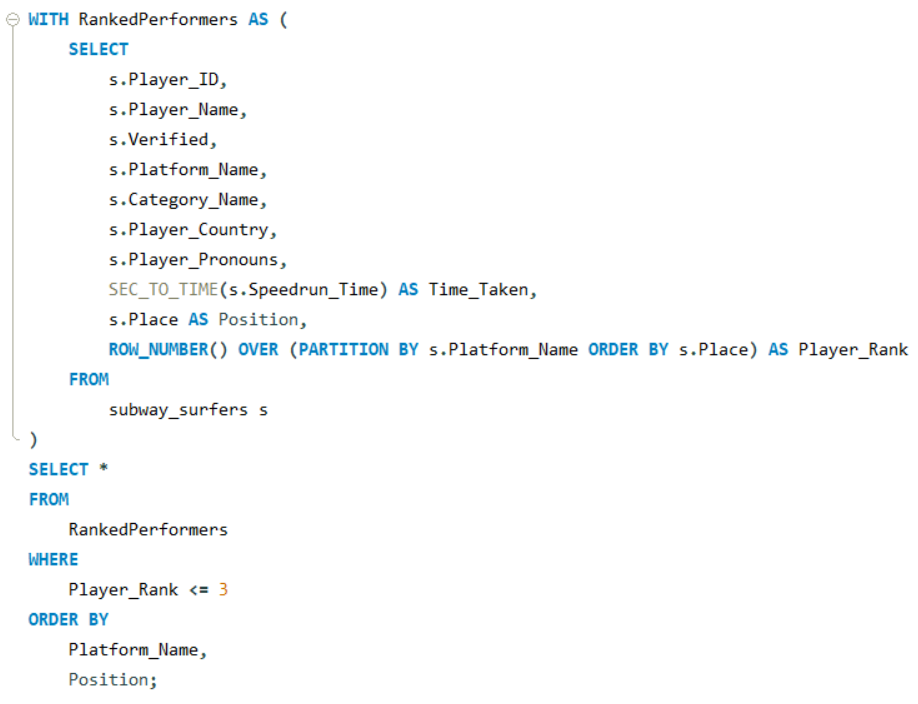 WITH RankedPerformers AS (
SELECT
s.Player_ID,
s.Player_Name,
s.Verified,
s.Platform_Name,
s.Category_Name,
s.Player_Country,
s.Player_Pronouns,
SEC_TO_TIME(s.Speedrun_Time) AS Time_Taken,
s.Place AS Position,
ROW_NUMBER() OVER (PARTITION BY s.Platform_Name ORDER BY s.Place) AS Player_Rank
FROM
subway_surfers s
)
SELECT *
FROM
RankedPerformers
WHERE
Player_Rank <= 3
ORDER BY
Platform_Name,
Position;